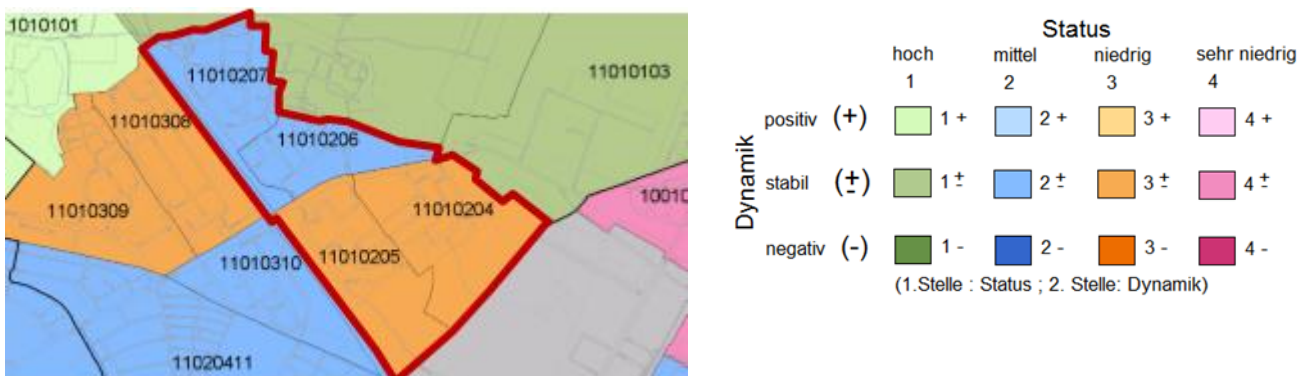 1010101
11010207
11010103
11010308
11010206
10010
11010309
11010204
11010310
11010205
11020411
Status
hoch mittel niedrig sehr niedrig
1 2 3 4
Dynamik
positiv (+) 1 + 2 + 3 + 4 +
stabil (±) 1 ± 2 ± 3 ± 4 ±
negativ (-) 1 - 2 - 3 - 4 -
(1.Stelle : Status ; 2. Stelle: Dynamik)